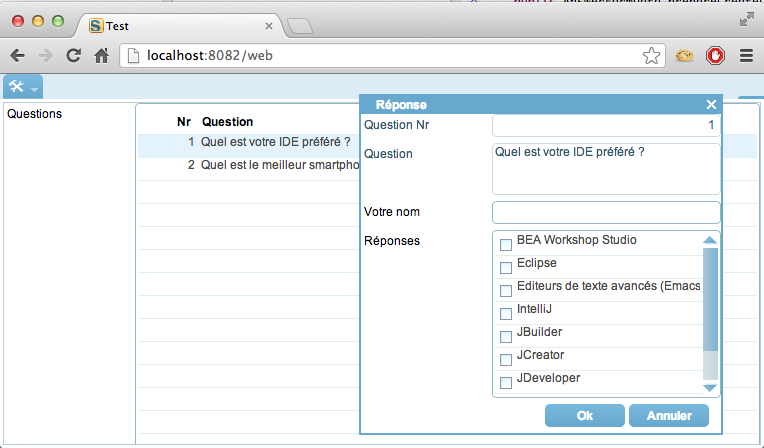 Test
localhost:8082/web
Questions
Nr Question
1 Quel est votre IDE préféré ?
2 Quel est le meilleur smartpho
Réponse
Question Nr 1
Question Quel est votre IDE préféré ?
Votre nom
Réponses
BEA Workshop Studio
Eclipse
Editeurs de texte avancés (Emacs
IntelliJ
JBuilder
JCreator
JDeveloper
Ok Annuler